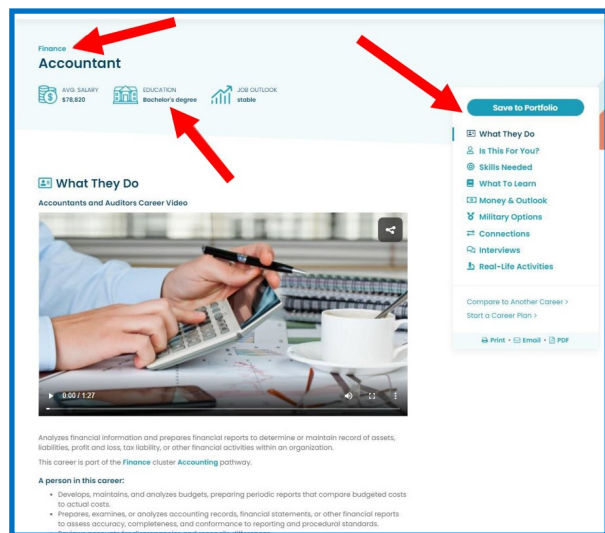 Finance
Accountant
AVG. SALARY
$78,820
EDUCATION
Bachelor's degree
JOB OUTLOOK
stable
Save to Portfolio
What They Do
Is This For You?
Skills Needed
What To Learn
Money & Outlook
Military Options
Connections
Interviews
Real-Life Activities
Compare to Another Career >
Start a Career Plan >
Print • Email • PDF
What They Do
Accountants and Auditors Career Video
0:00 / 1:27
Analyzes financial information and prepares financial reports to determine or maintain record of assets,
liabilities, profit and loss, tax liability, or other financial activities within an organization.
This career is part of the Finance cluster Accounting pathway.
A person in this career:
• Develops, maintains, and analyzes budgets, preparing periodic reports that compare budgeted costs
to actual costs.
• Prepares, examines, or analyzes accounting records, financial statements, or other financial reports
to assess accuracy, completeness, and conformance to reporting and procedural standards.